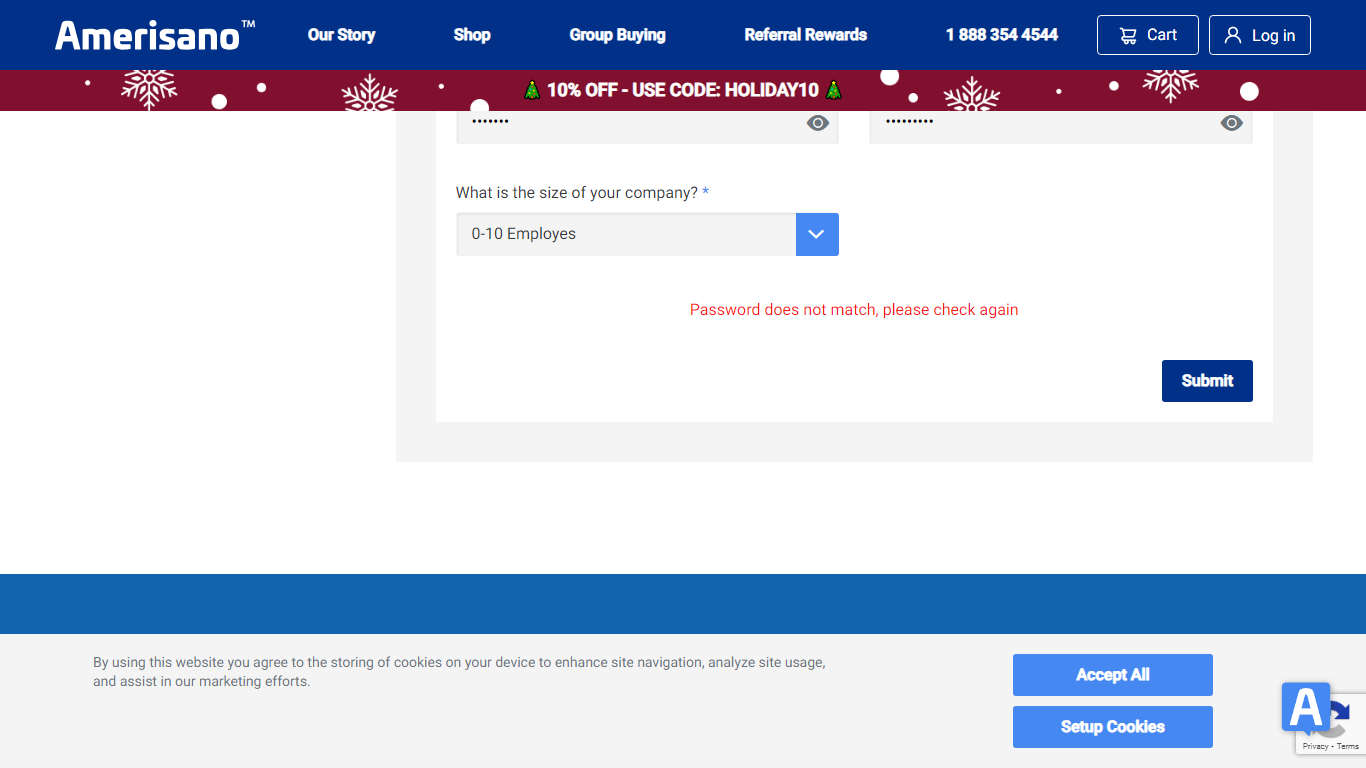 Amerisano™
Our Story
Shop
Group Buying
Referral Rewards
1 888 354 4544
Cart
Log in
🎄 10% OFF - USE CODE: HOLIDAY10 🎄
•••••••
•••••••••
What is the size of your company? *
0-10 Employes
Password does not match, please check again
Submit
By using this website you agree to the storing of cookies on your device to enhance site navigation, analyze site usage,
and assist in our marketing efforts.
Accept All
Setup Cookies
A
Privacy • Terms